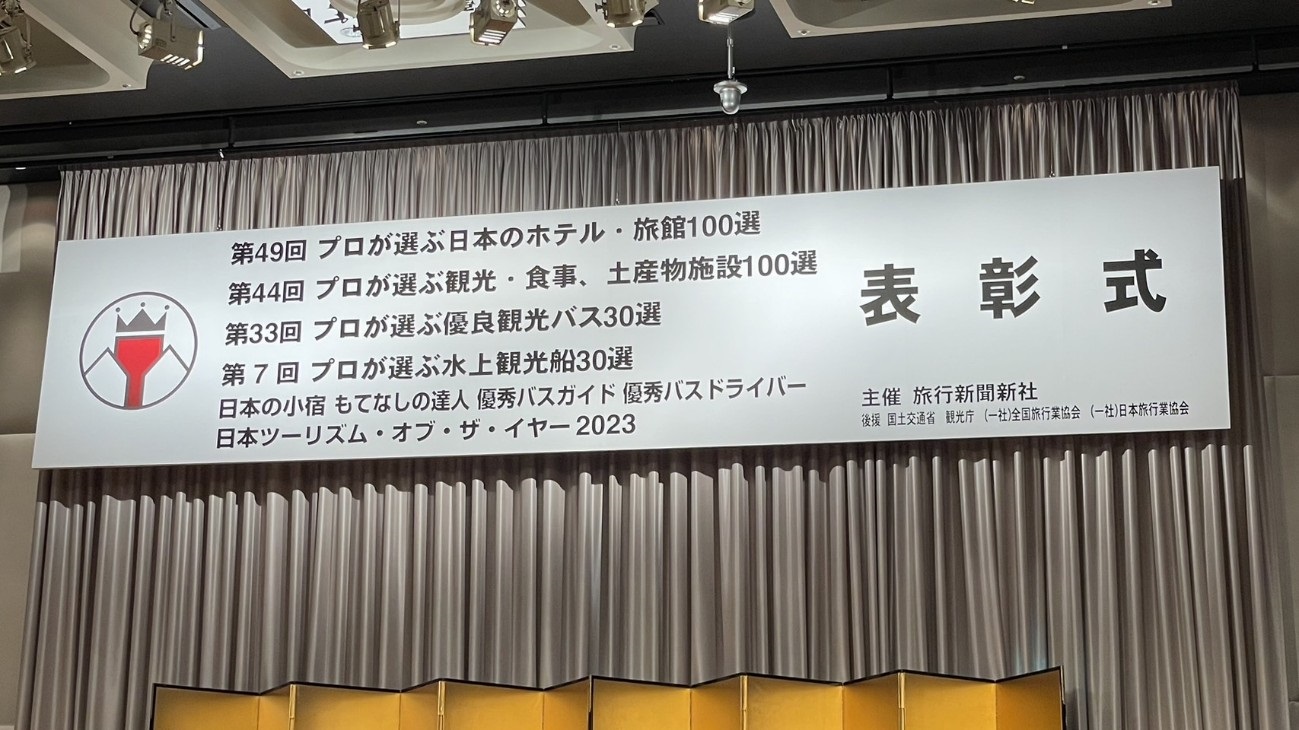 第49回 プロが選ぶ日本のホテル・旅館100選
第44回 プロが選ぶ観光・食事、土産物施設100選
第33回 プロが選ぶ優良観光バス30選
第7回 プロが選ぶ水上観光船30選
日本の小宿 もてなしの達人 優秀バスガイド 優秀バスドライバー
日本ツーリズム・オブ・ザ・イヤー2023
表彰式
主催 旅行新聞新社
後援 国土交通省 観光庁 (一社)全国旅行業協会 (一社)日本旅行業協会